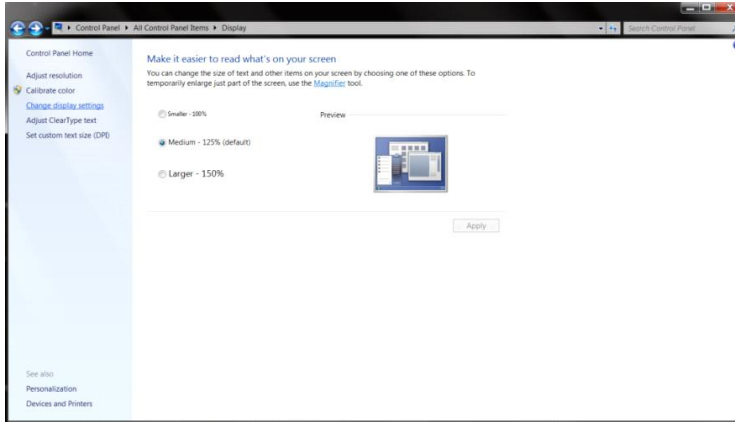 Control Panel ▸ All Control Panel Items ▸ Display
Search Control Panel
Control Panel Home
Adjust resolution
Calibrate color
Change display settings
Adjust ClearType text
Set custom text size (DPI)
See also
Personalization
Devices and Printers
Make it easier to read what's on your screen
You can change the size of text and other items on your screen by choosing one of these options. To
temporarily enlarge just part of the screen, use the Magnifier tool.
Smaller - 100%
Preview
Medium - 125% (default)
Larger - 150%
Apply